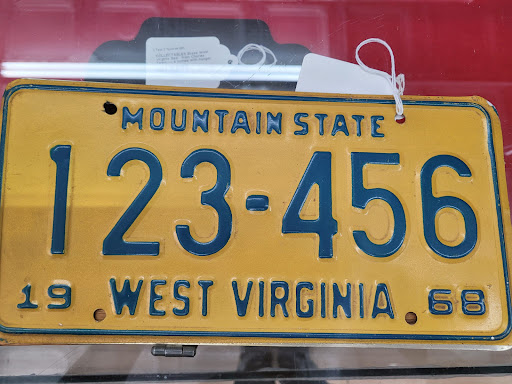 MOUNTAIN STATE
123-456
19 WEST VIRGINIA 68